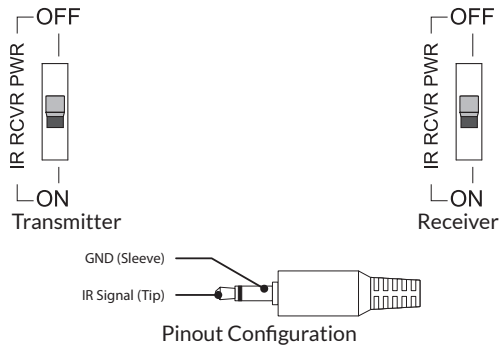 OFF
IR RCVR PWR
ON
Transmitter
OFF
IR RCVR PWR
ON
Receiver
GND (Sleeve)
IR Signal (Tip)
Pinout Configuration